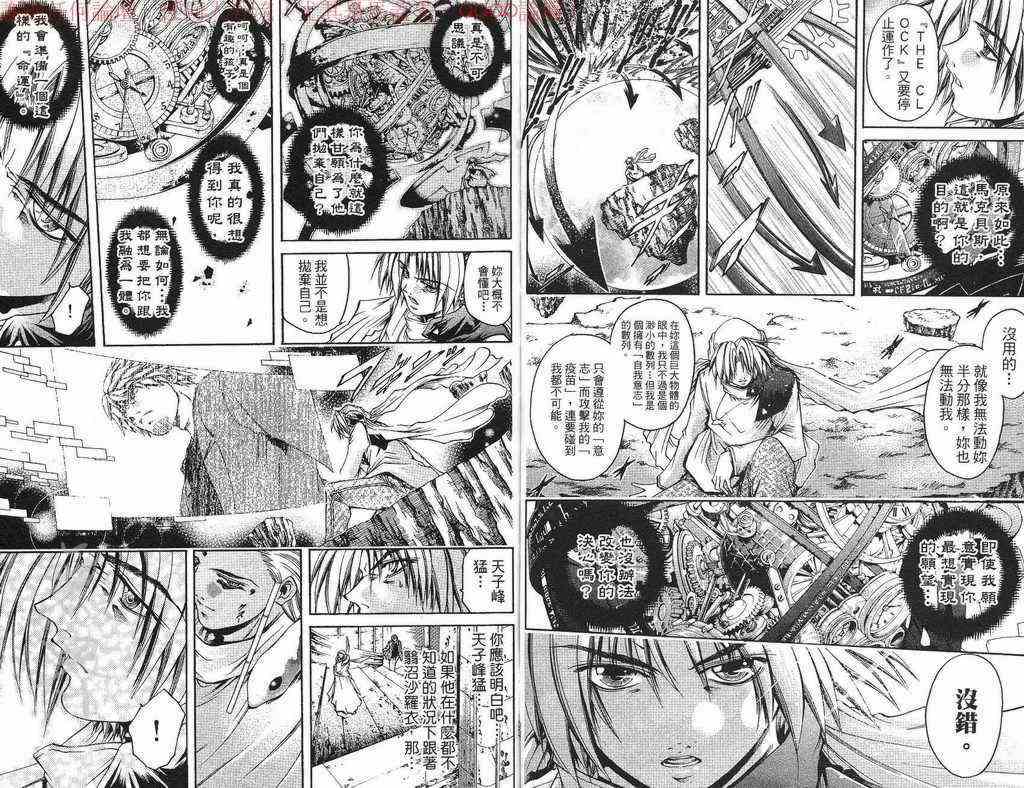 『THE CL
OCK』又要停
止運作了。
原來如此…
馬克貝斯，
這就是你的
目的啊？
沒用的…
就像我無法動妳
半分那樣，妳也
無法動我。
在妳這個巨大物體的
眼中，我只不過是個
渺小的數列…但我是
個擁有「自我意志」
的數列。
只會遵從妳的「意
志」而攻擊我的「
疫苗」，連要碰到
我都不可能。
即使我願
意實現你
最想實現
的願望…
也沒辦法
改變你的
決心嗎？
沒錯。
真是不可
思議…
你為什麼就這
樣甘願為了他
們拋棄自己？
妳大概不
會懂吧…
我並不是想
拋棄自己。
呵呵…真是個
有趣的孩子…
我真的很想
得到你呢，
無論如何…我
都想要把你跟
我融為一體。
我會準備一個這
樣的『命運』。
！
天子峰
猛…
你應該明白吧…
天子峰猛…
如果他在什麼都不
知道的狀況下跟著
翳沼沙羅衣，那
！